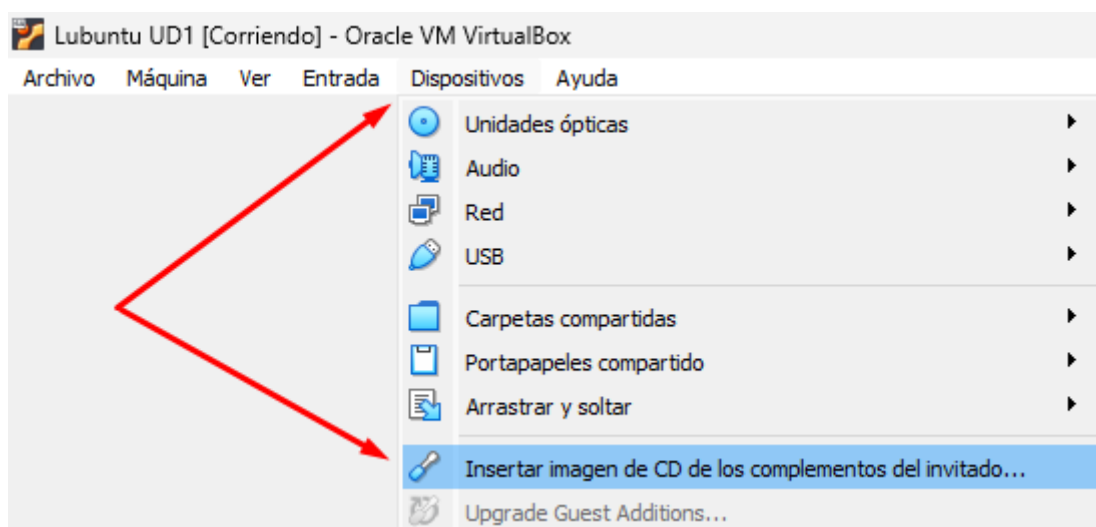 Lubuntu UD1 [Corriendo] - Oracle VM VirtualBox
Archivo Máquina Ver Entrada Dispositivos Ayuda
Unidades ópticas
Audio
Red
USB
Carpetas compartidas
Portapapeles compartido
Arrastrar y soltar
Insertar imagen de CD de los complementos del invitado...
Upgrade Guest Additions...